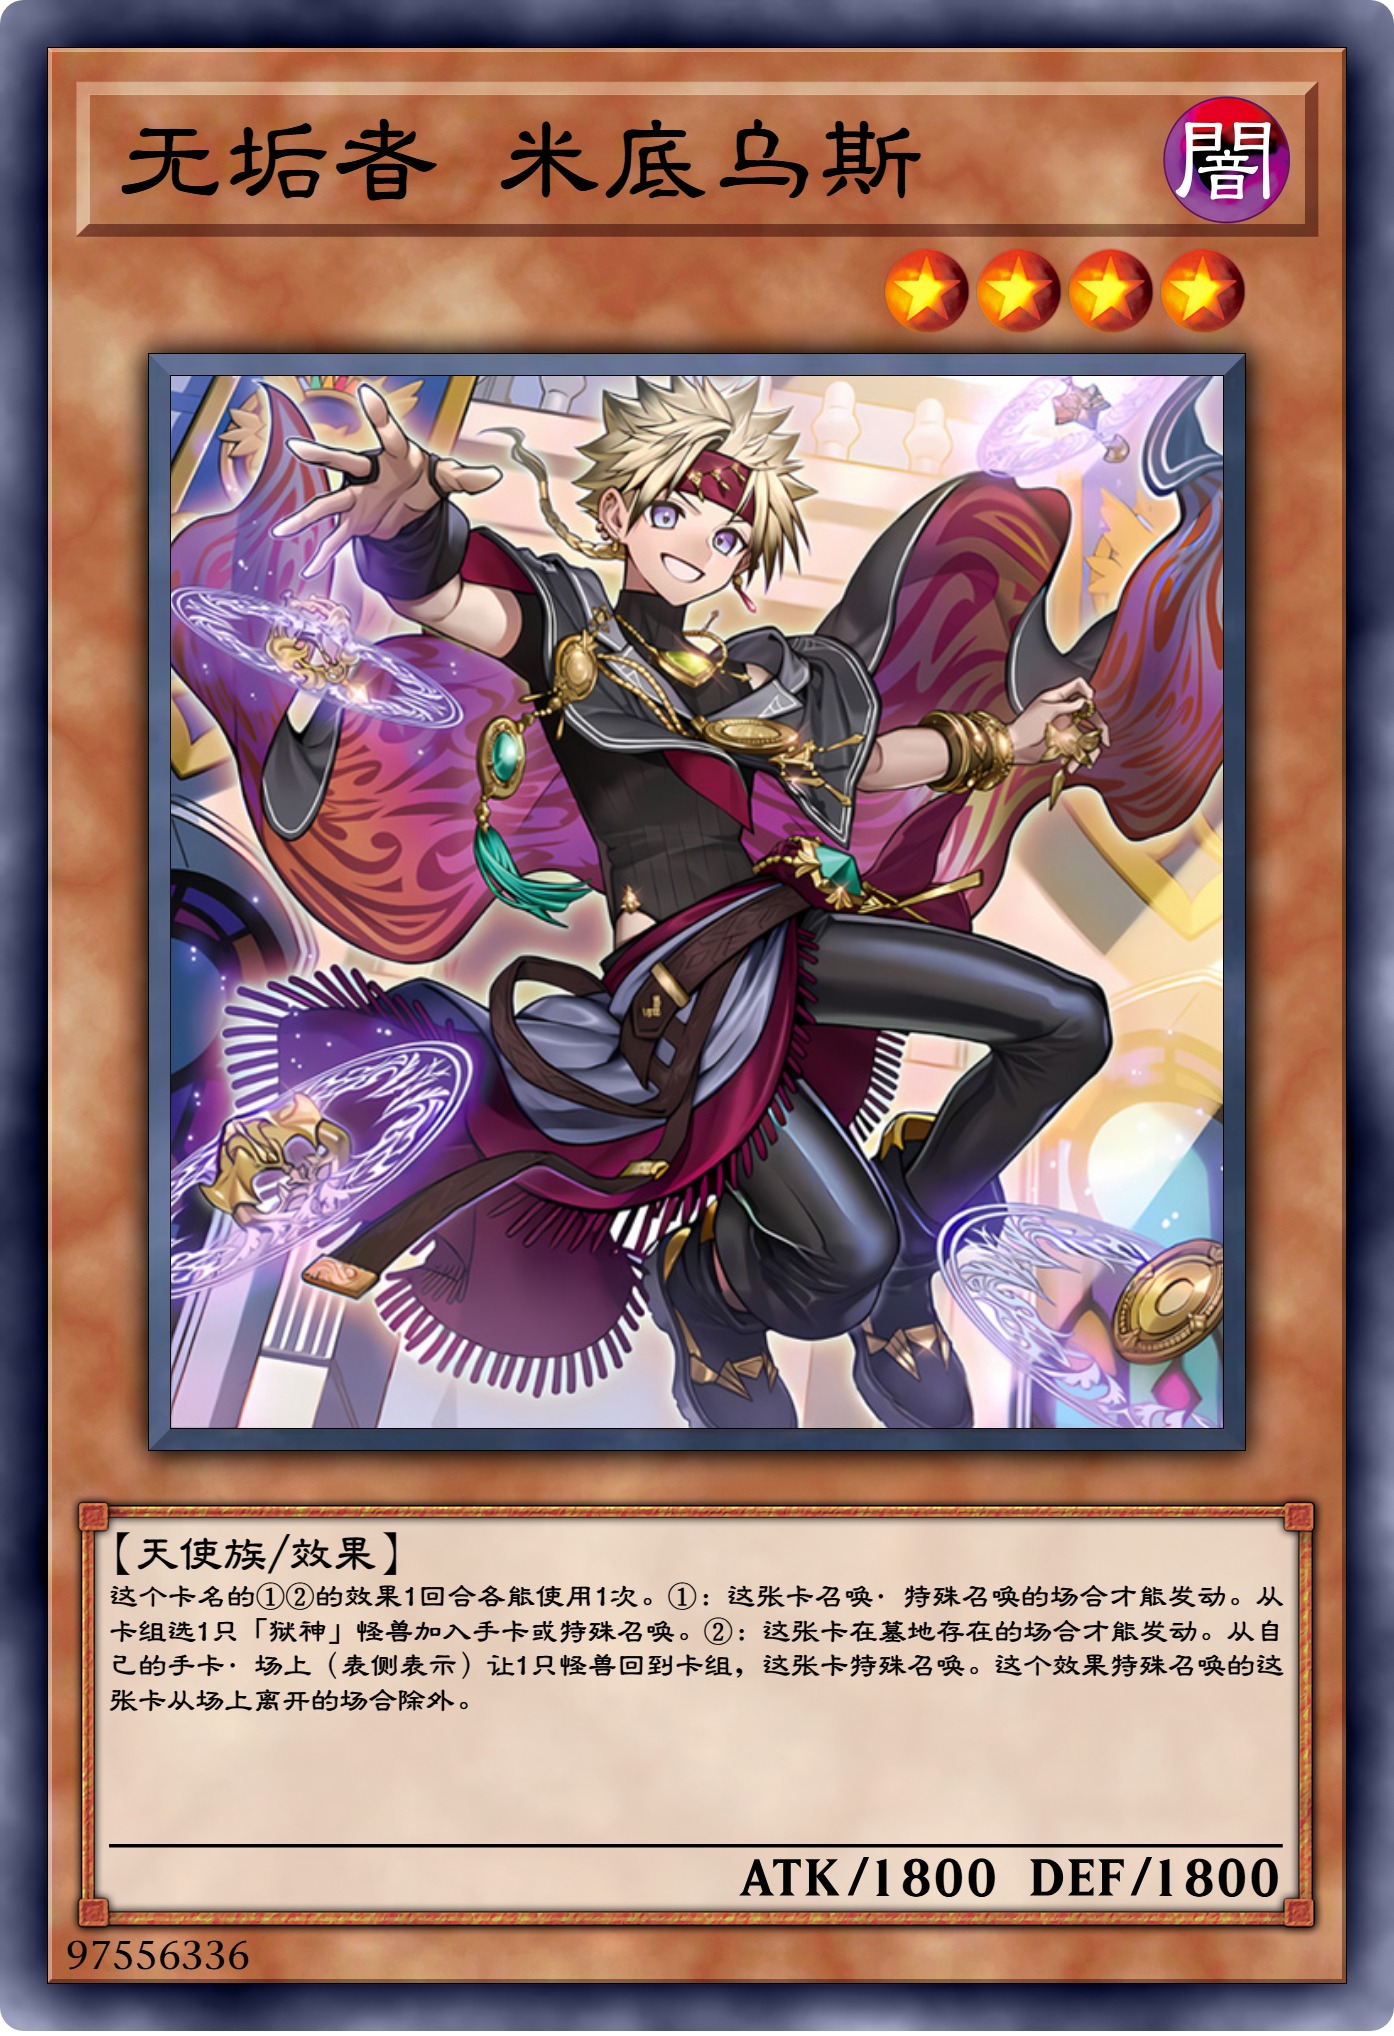 无垢者 米底乌斯
闇
【天使族/效果】
这个卡名的①②的效果1回合各能使用1次。①：这张卡召唤·特殊召唤的场合才能发动。从
卡组选1只「狱神」怪兽加入手卡或特殊召唤。②：这张卡在墓地存在的场合才能发动。从自
己的手卡·场上（表侧表示）让1只怪兽回到卡组，这张卡特殊召唤。这个效果特殊召唤的这
张卡从场上离开的场合除外。
ATK/1800 DEF/1800
97556336